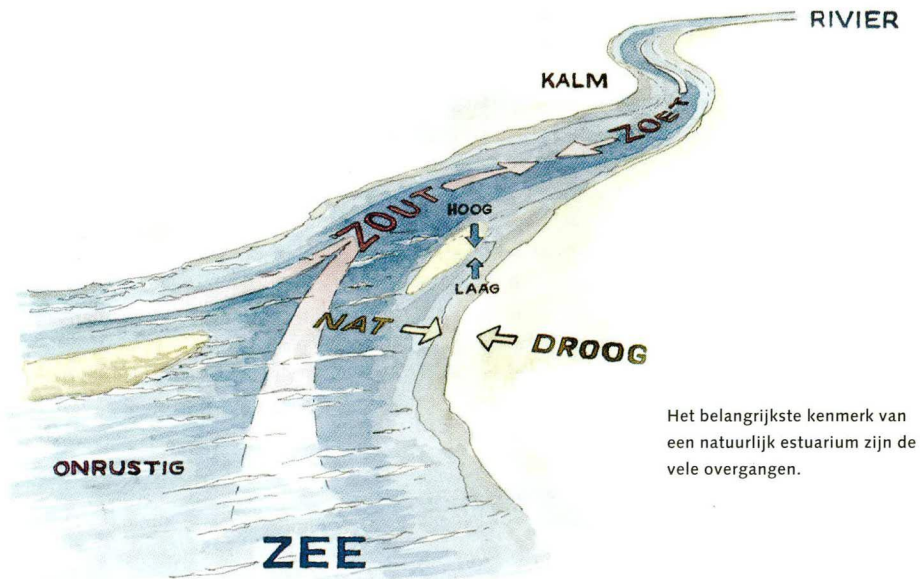 RIVIER
KALM
ZOET
ZOUT
HOOG
LAAG
NAT
DROOG
Het belangrijkste kenmerk van
een natuurlijk estuarium zijn de
vele overgangen.
ONRUSTIG
ZEE